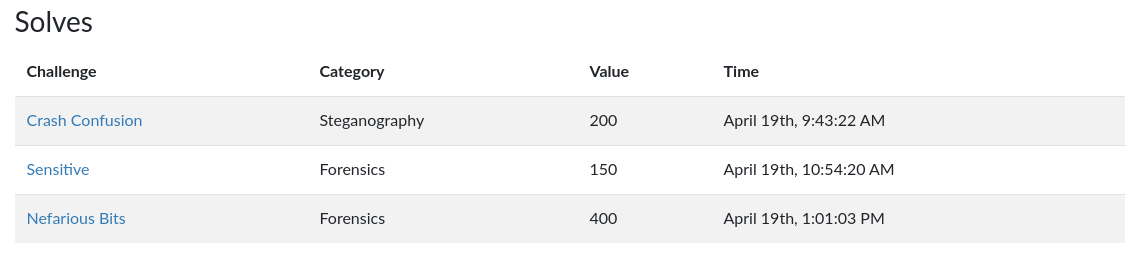 Solves
Challenge Category Value Time
Crash Confusion Steganography 200 April 19th, 9:43:22 AM
Sensitive Forensics 150 April 19th, 10:54:20 AM
Nefarious Bits Forensics 400 April 19th, 1:01:03 PM